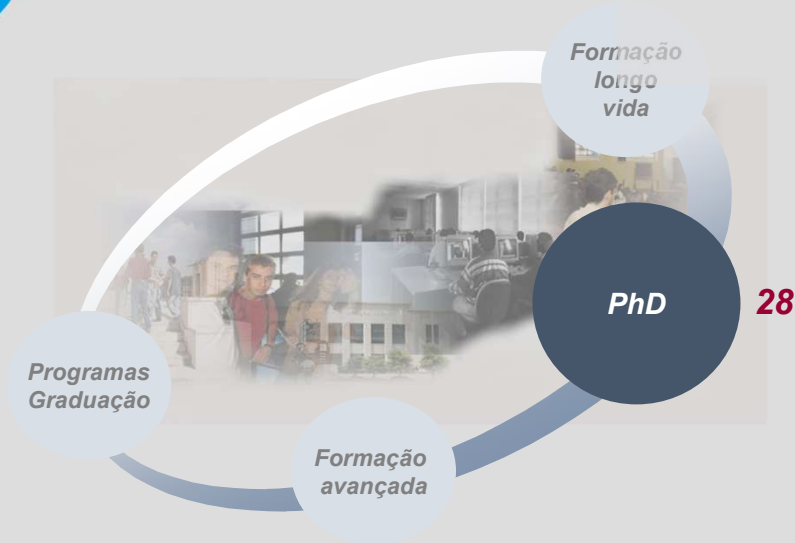 Formação
longo
vida
PhD
28
Programas
Graduação
Formação
avançada